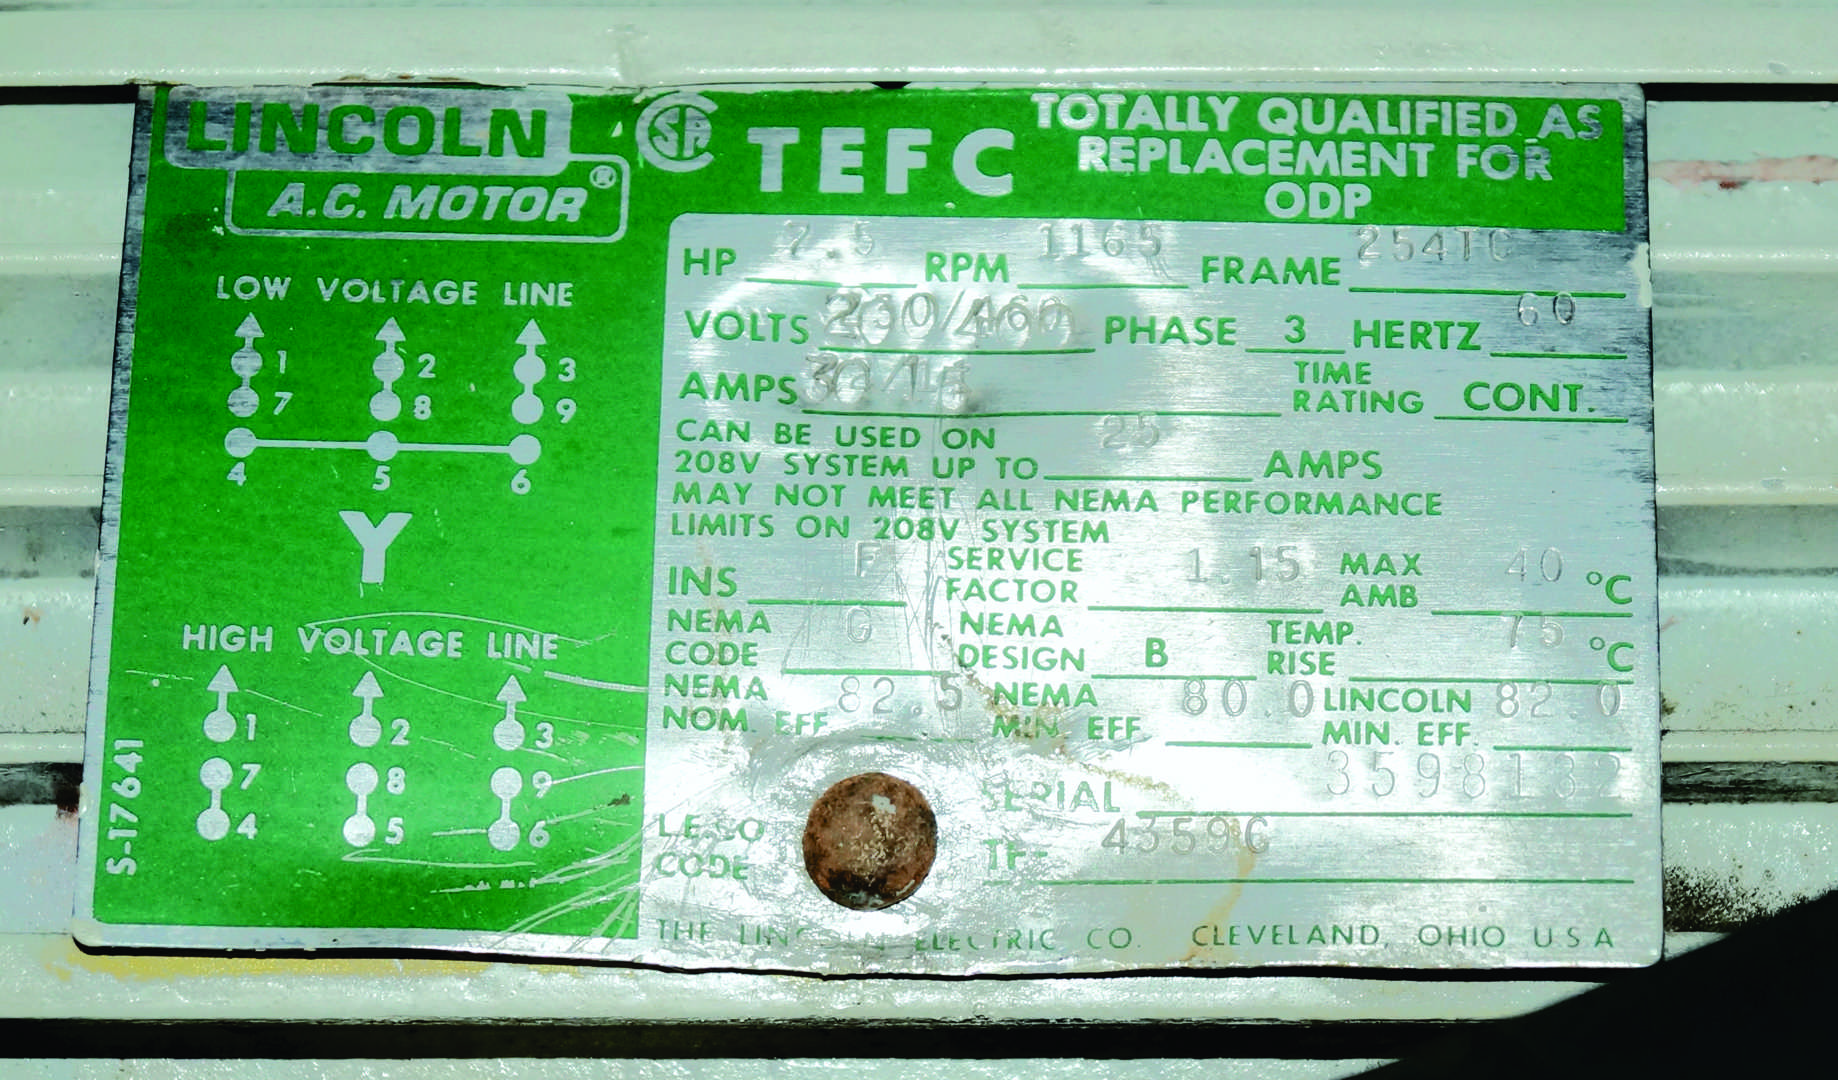 LINCOLN
A.C. MOTOR ®
SA
TEFC
TOTALLY QUALIFIED AS
REPLACEMENT FOR
ODP
LOW VOLTAGE LINE
1 2 3
7 8 9
4 5 6
Y
HIGH VOLTAGE LINE
1 2 3
7 8 9
4 5 6
S-17641
HP 7.5 RPM 1165 FRAME 254TC
VOLTS 230/460 PHASE 3 HERTZ 60
AMPS TIME
RATING CONT.
CAN BE USED ON
208V SYSTEM UP TO 25 AMPS
MAY NOT MEET ALL NEMA PERFORMANCE
LIMITS ON 208V SYSTEM
INS F SERVICE
FACTOR 1.15 MAX
AMB 40 °C
NEMA
CODE G NEMA
DESIGN B TEMP.
RISE 75 °C
NEMA
NOM. EFF 82.5 NEMA
MIN. EFF 80.0 LINCOLN
MIN. EFF. 82.0
SERIAL 3598132
CODE TF- 4359G
THE LINCOLN ELECTRIC CO. CLEVELAND, OHIO U S A